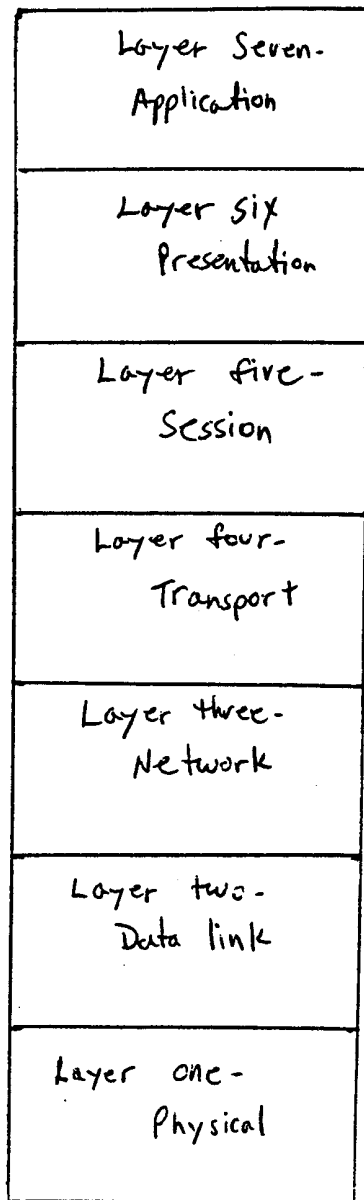 Layer Seven-
Application
Layer six
Presentation
Layer five-
Session
Layer four-
Transport
Layer three-
Network
Layer two-
Data link
Layer one-
Physical